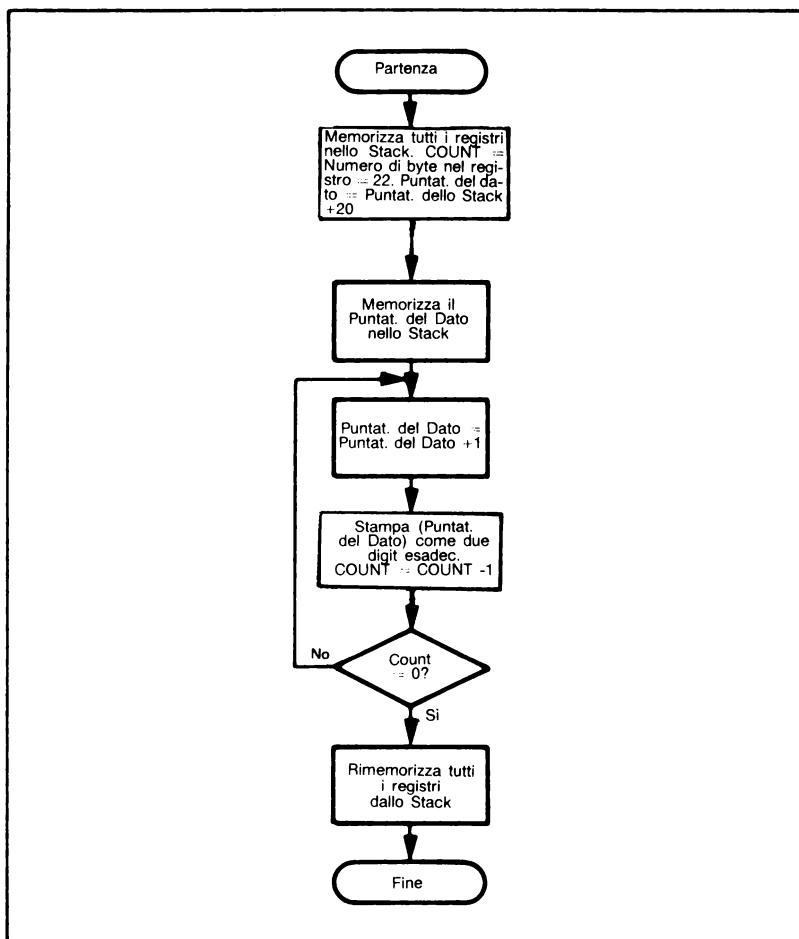 Partenza
Memorizza tutti i registri
nello Stack. COUNT =
Numero di byte nel regi-
stro = 22. Puntat. del da-
to = Puntat. dello Stack
+20
Memorizza il
Puntat. del Dato
nello Stack
Puntat. del Dato =
Puntat. del Dato +1
Stampa (Puntat.
del Dato) come due
digit esadec.
COUNT = COUNT -1
No
Count
= 0?
Sì
Rimemorizza tutti
i registri
dallo Stack
Fine